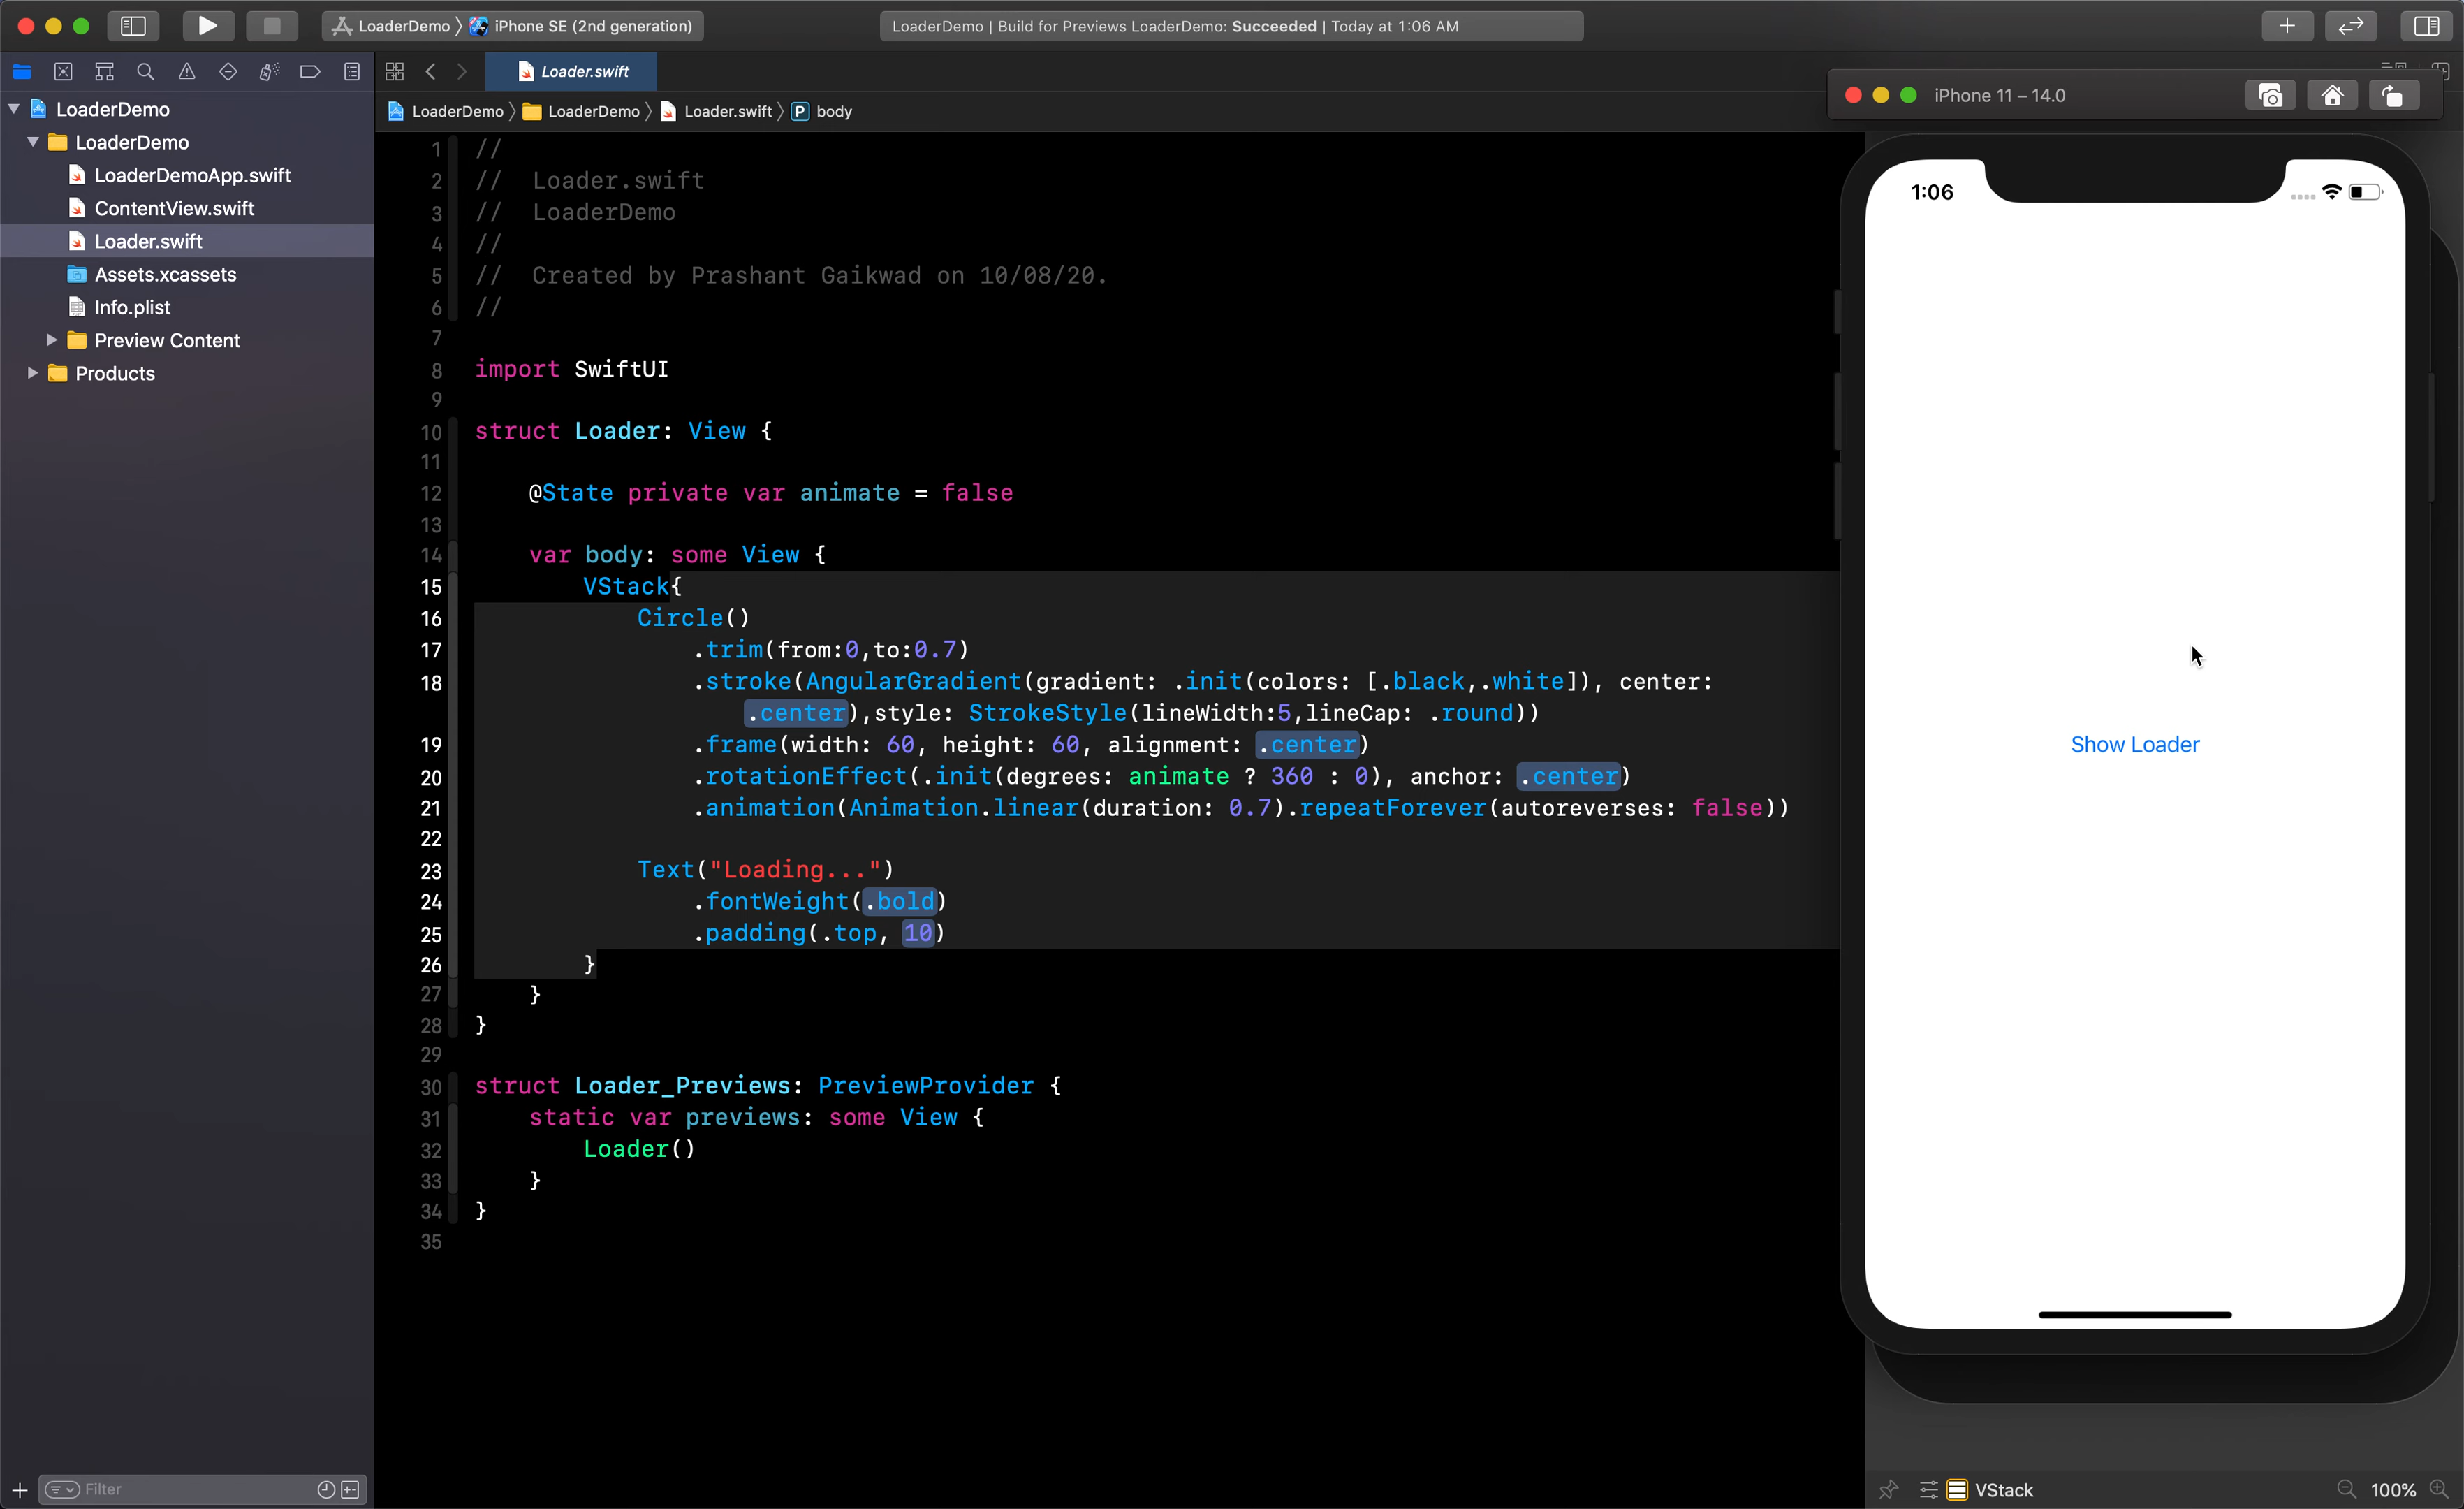 LoaderDemo 〉 iPhone SE (2nd generation)
LoaderDemo | Build for Previews LoaderDemo: Succeeded | Today at 1:06 AM
Loader.swift
LoaderDemo 〉 LoaderDemo 〉 Loader.swift 〉 P body
LoaderDemo
LoaderDemo
LoaderDemoApp.swift
ContentView.swift
Loader.swift
Assets.xcassets
Info.plist
Preview Content
Products
1 //
2 //  Loader.swift
3 //  LoaderDemo
4 //
5 //  Created by Prashant Gaikwad on 10/08/20.
6 //
7
8 import SwiftUI
9
10 struct Loader: View {
11
12     @State private var animate = false
13
14     var body: some View {
15         VStack{
16             Circle()
17                 .trim(from:0,to:0.7)
18                 .stroke(AngularGradient(gradient: .init(colors: [.black,.white]), center:
                    .center),style: StrokeStyle(lineWidth:5,lineCap: .round))
19                 .frame(width: 60, height: 60, alignment: .center)
20                 .rotationEffect(.init(degrees: animate ? 360 : 0), anchor: .center)
21                 .animation(Animation.linear(duration: 0.7).repeatForever(autoreverses: false))
22
23             Text("Loading...")
24                 .fontWeight(.bold)
25                 .padding(.top, 10)
26         }
27     }
28 }
29
30 struct Loader_Previews: PreviewProvider {
31     static var previews: some View {
32         Loader()
33     }
34 }
35
iPhone 11 – 14.0
1:06
Show Loader
Filter
VStack
100%